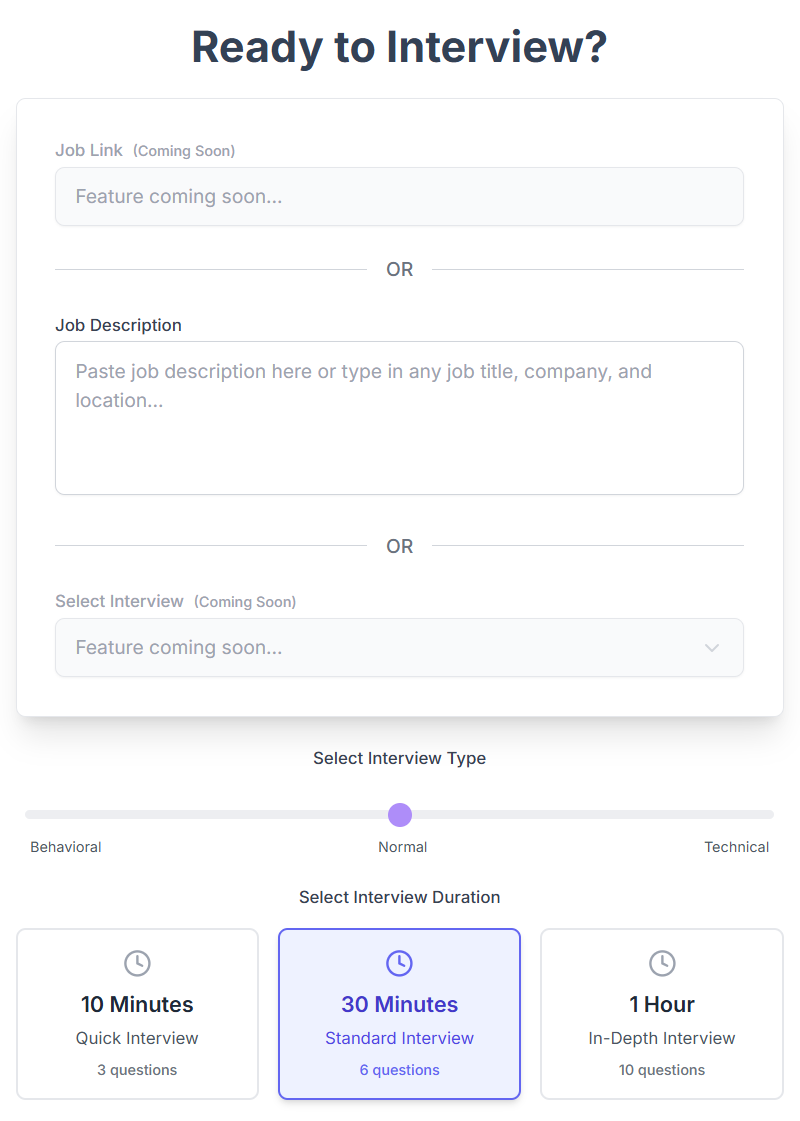 Ready to Interview?
Job Link (Coming Soon)
Feature coming soon...
OR
Job Description
Paste job description here or type in any job title, company, and
location...
OR
Select Interview (Coming Soon)
Feature coming soon...
Select Interview Type
Behavioral Normal Technical
Select Interview Duration
10 Minutes
Quick Interview
3 questions
30 Minutes
Standard Interview
6 questions
1 Hour
In-Depth Interview
10 questions